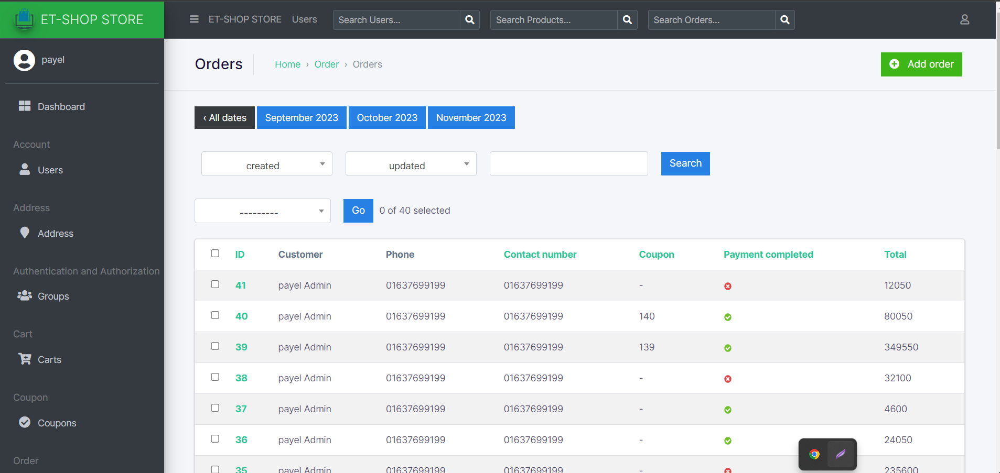 ET-SHOP STORE
ET-SHOP STORE Users Search Users... Search Products... Search Orders...
payel
Dashboard
Account
Users
Address
Address
Authentication and Authorization
Groups
Cart
Carts
Coupon
Coupons
Order
Orders Home › Order › Orders Add order
‹ All dates September 2023 October 2023 November 2023
created updated Search
--------- Go 0 of 40 selected
ID Customer Phone Contact number Coupon Payment completed Total
41 payel Admin 01637699199 01637699199 - 12050
40 payel Admin 01637699199 01637699199 140 80050
39 payel Admin 01637699199 01637699199 139 349550
38 payel Admin 01637699199 01637699199 - 32100
37 payel Admin 01637699199 01637699199 - 4600
36 payel Admin 01637699199 01637699199 - 24050
35 payel Admin 01637699199 01637699199 - 235600